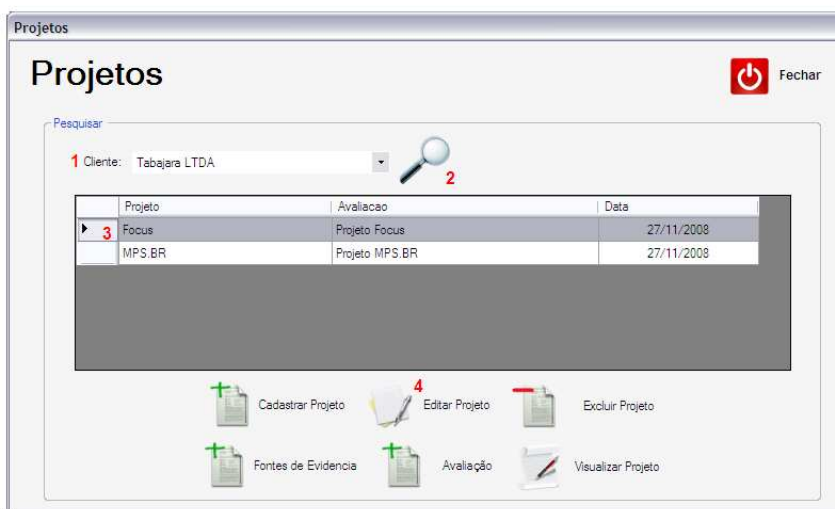 Projetos
Projetos
Fechar
Pesquisar
1 Cliente: Tabajara LTDA
2
Projeto Avaliacao Data
3 Focus Projeto Focus 27/11/2008
MPS.BR Projeto MPS.BR 27/11/2008
4
Cadastrar Projeto Editar Projeto Excluir Projeto
Fontes de Evidencia Avaliação Visualizar Projeto